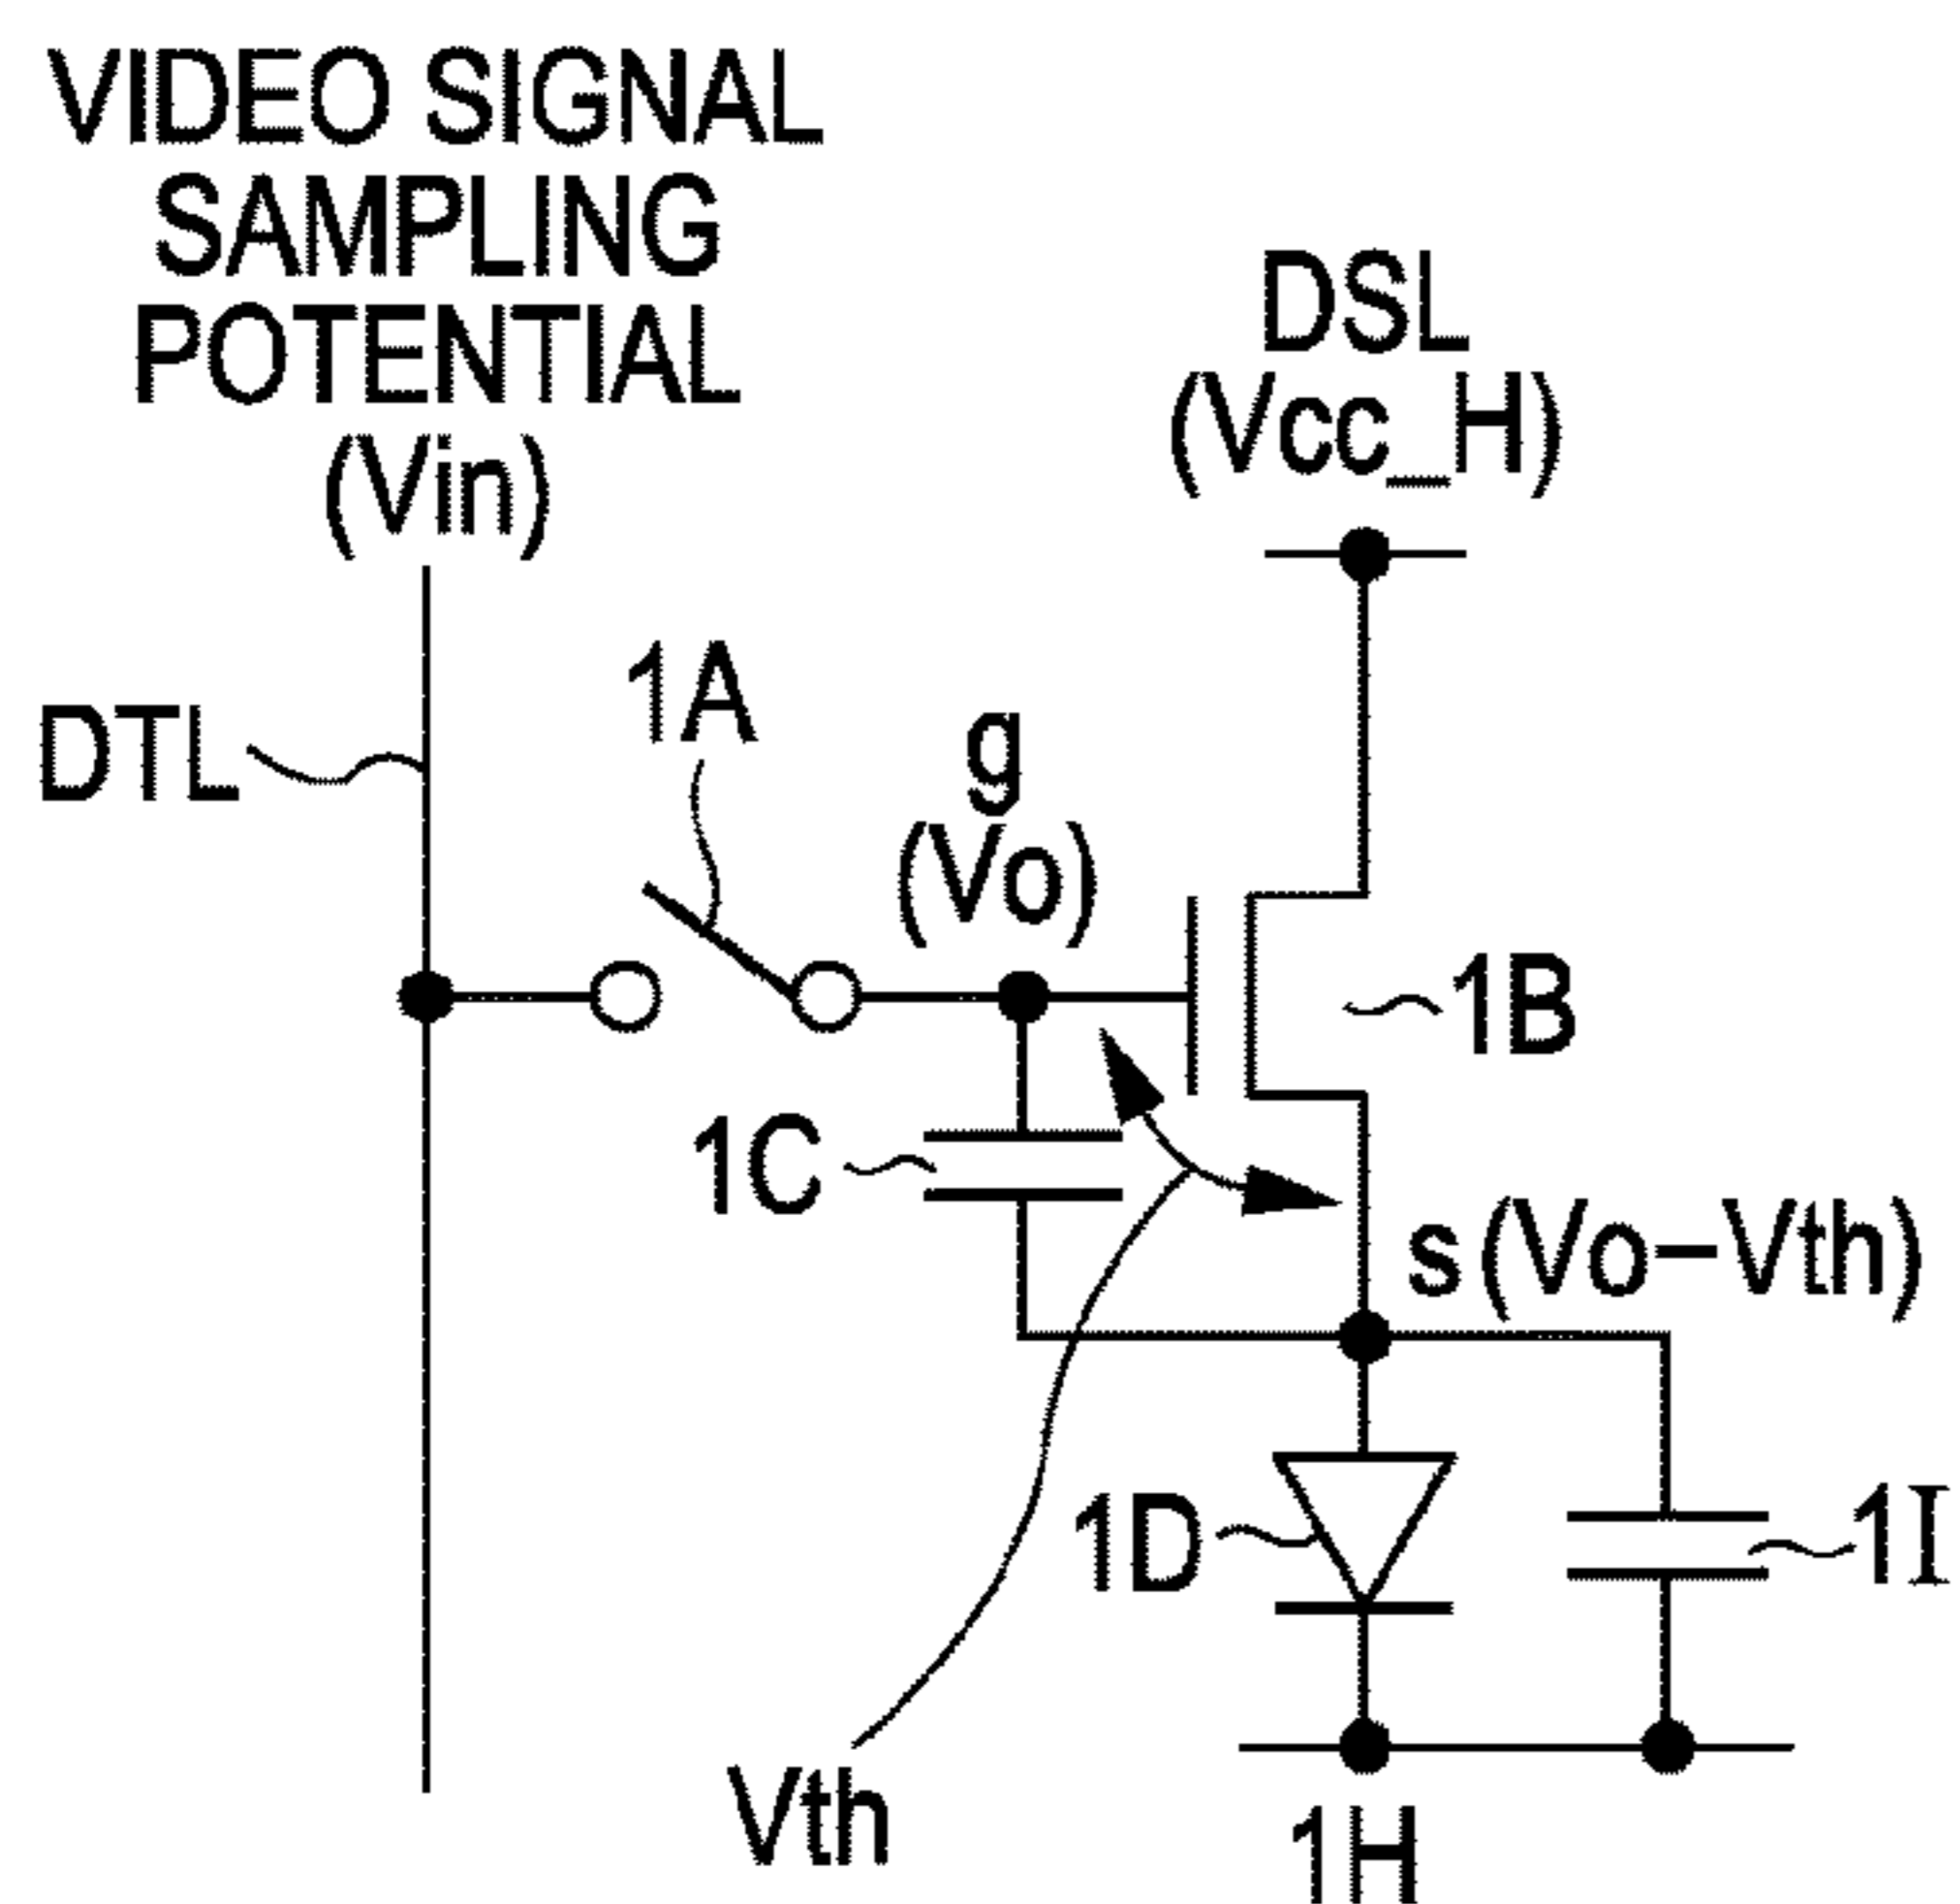 VIDEO SIGNAL
SAMPLING
POTENTIAL
(Vin)
DSL
(Vcc_H)
DTL
1A
g
(Vo)
1B
1C
s(Vo-Vth)
1D
1I
Vth
1H